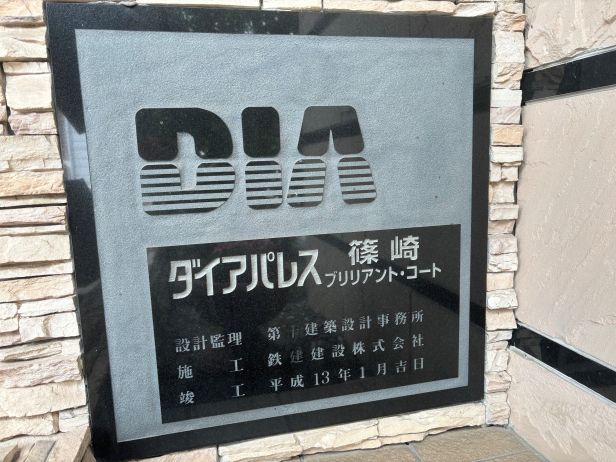 DIA
ダイアパレス 篠崎
ブリリアント・コート
設計監理 第一建築設計事務所
施工 鉄建建設株式会社
竣工 平成13年1月吉日